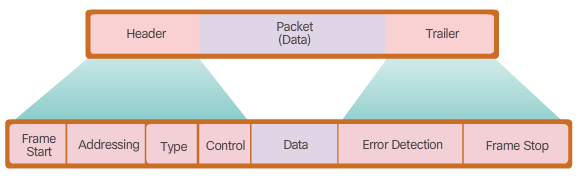 Header
Packet
(Data)
Trailer
Frame
Start
Addressing
Type
Control
Data
Error Detection
Frame Stop